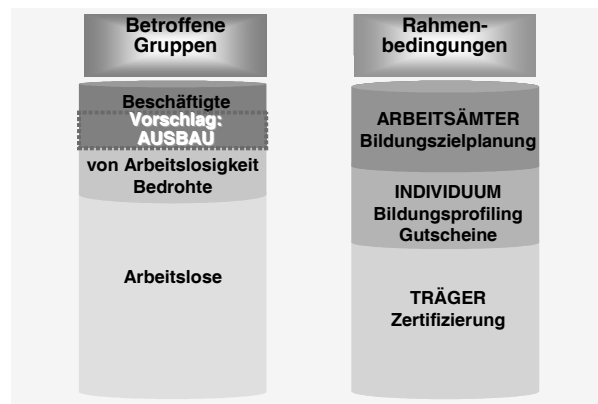 Betroffene
Gruppen
Beschäftigte
Vorschlag:
AUSBAU
von Arbeitslosigkeit
Bedrohte
Arbeitslose
Rahmen-
bedingungen
ARBEITSÄMTER
Bildungszielplanung
INDIVIDUUM
Bildungsprofiling
Gutscheine
TRÄGER
Zertifizierung